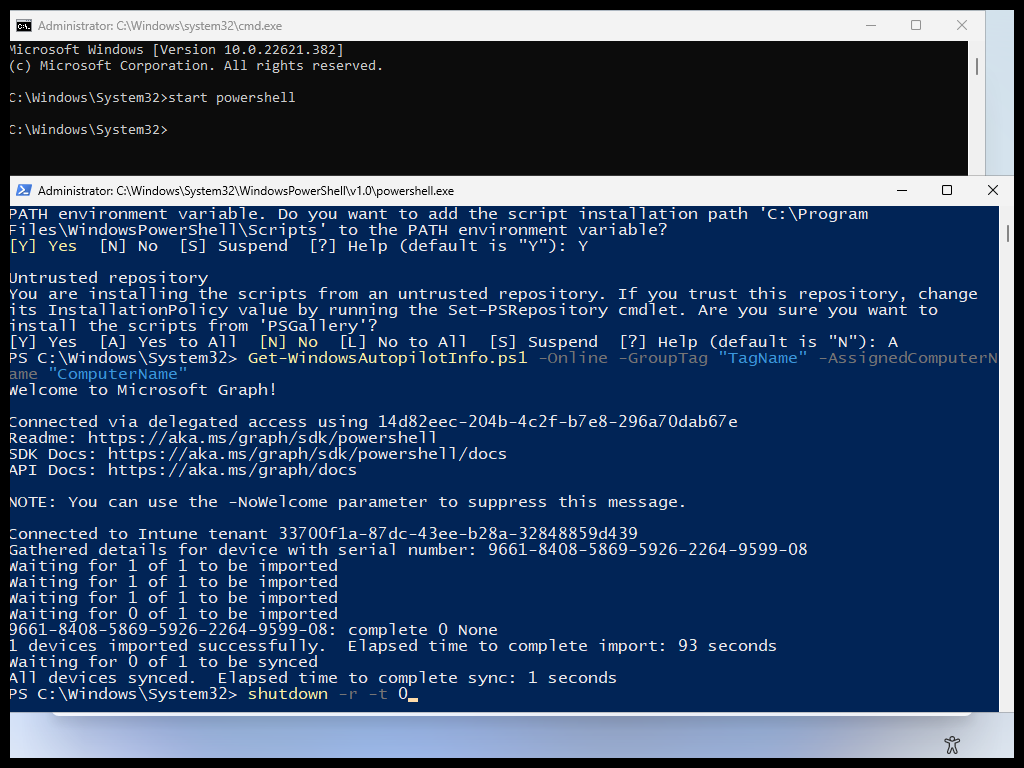 Administrator: C:\Windows\system32\cmd.exe
Microsoft Windows [Version 10.0.22621.382]
(c) Microsoft Corporation. All rights reserved.
C:\Windows\System32>start powershell
C:\Windows\System32>
Administrator: C:\Windows\System32\WindowsPowerShell\v1.0\powershell.exe
PATH environment variable. Do you want to add the script installation path 'C:\Program
Files\WindowsPowerShell\Scripts' to the PATH environment variable?
[Y] Yes  [N] No  [S] Suspend  [?] Help (default is "Y"): Y
Untrusted repository
You are installing the scripts from an untrusted repository. If you trust this repository, change
its InstallationPolicy value by running the Set-PSRepository cmdlet. Are you sure you want to
install the scripts from 'PSGallery'?
[Y] Yes  [A] Yes to All  [N] No  [L] No to All  [S] Suspend  [?] Help (default is "N"): A
PS C:\Windows\System32> Get-WindowsAutopilotInfo.ps1 -Online -GroupTag "TagName" -AssignedComputerN
ame "ComputerName"
Welcome to Microsoft Graph!
Connected via delegated access using 14d82eec-204b-4c2f-b7e8-296a70dab67e
Readme: https://aka.ms/graph/sdk/powershell
SDK Docs: https://aka.ms/graph/sdk/powershell/docs
API Docs: https://aka.ms/graph/docs
NOTE: You can use the -NoWelcome parameter to suppress this message.
Connected to Intune tenant 33700f1a-87dc-43ee-b28a-32848859d439
Gathered details for device with serial number: 9661-8408-5869-5926-2264-9599-08
Waiting for 1 of 1 to be imported
Waiting for 1 of 1 to be imported
Waiting for 1 of 1 to be imported
Waiting for 0 of 1 to be imported
9661-8408-5869-5926-2264-9599-08: complete 0 None
1 devices imported successfully.  Elapsed time to complete import: 93 seconds
Waiting for 0 of 1 to be synced
All devices synced.  Elapsed time to complete sync: 1 seconds
PS C:\Windows\System32> shutdown -r -t 0